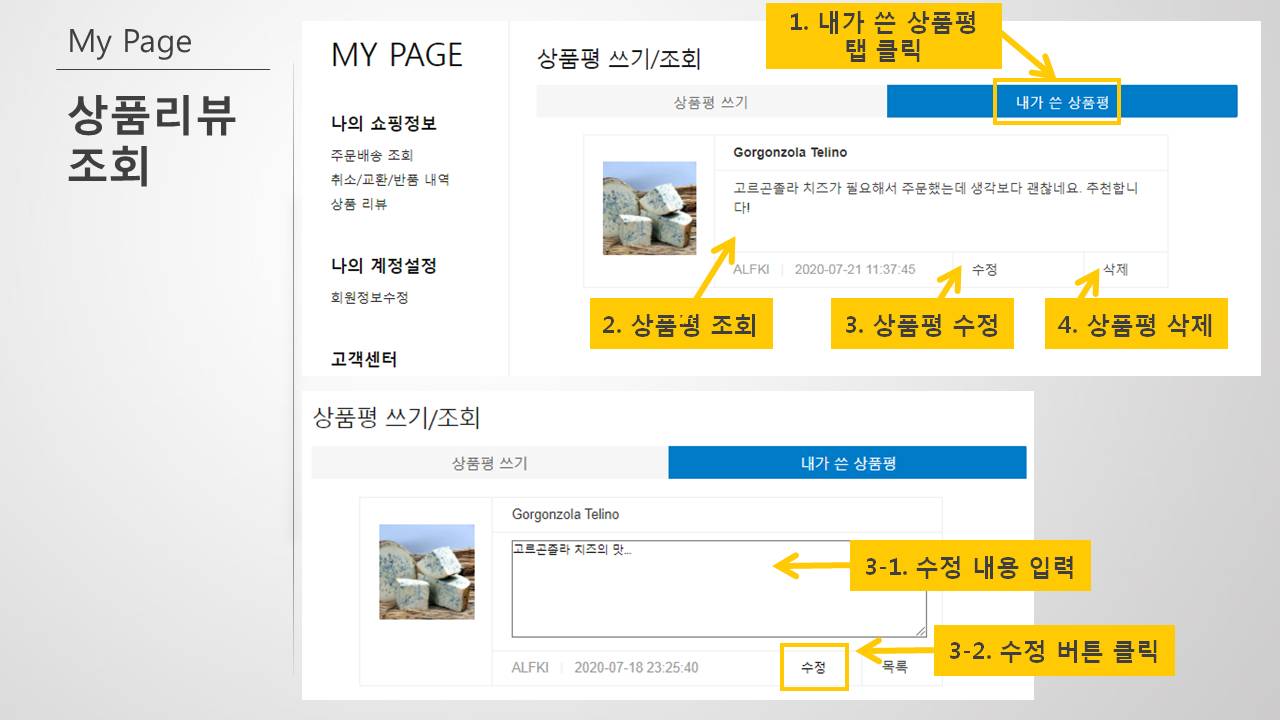 My Page
상품리뷰
조회
MY PAGE
나의 쇼핑정보
주문배송 조회
취소/교환/반품 내역
상품 리뷰
나의 계정설정
회원정보수정
고객센터
상품평 쓰기/조회
1. 내가 쓴 상품평
탭 클릭
상품평 쓰기
내가 쓴 상품평
Gorgonzola Telino
고르곤졸라 치즈가 필요해서 주문했는데 생각보다 괜찮네요. 추천합니
다!
ALFKI | 2020-07-21 11:37:45
수정
삭제
2. 상품평 조회
3. 상품평 수정
4. 상품평 삭제
상품평 쓰기/조회
상품평 쓰기
내가 쓴 상품평
Gorgonzola Telino
고르곤졸라 치즈의 맛...
3-1. 수정 내용 입력
ALFKI | 2020-07-18 23:25:40
수정
목록
3-2. 수정 버튼 클릭